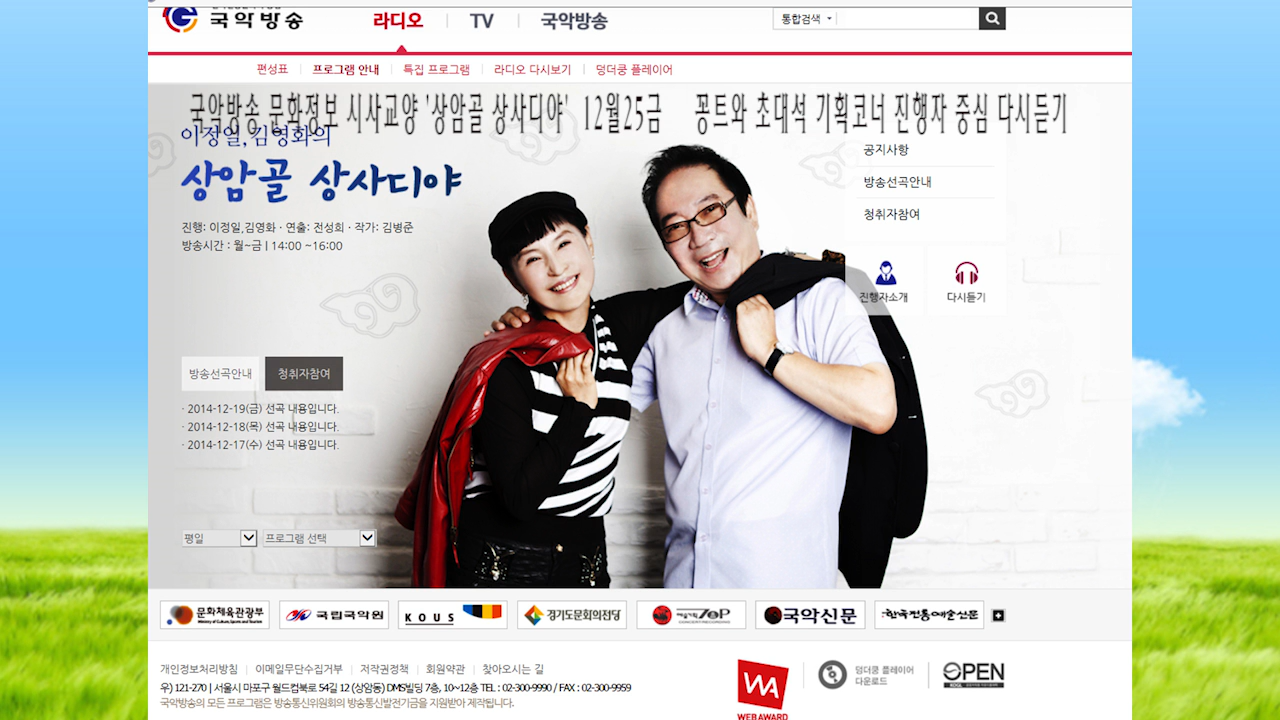 국악방송
라디오
TV
국악방송
통합검색
편성표
프로그램 안내
특집 프로그램
라디오 다시보기
덩더쿵 플레이어
국악방송 문화정보 시사교양 '상암골 상사디야' 12월25금 꽁트와 초대석 기획코너 진행자 중심 다시듣기
이정일,김영화의
상암골 상사디야
진행: 이정일,김영화 · 연출: 전성희 · 작가: 김병준
방송시간 : 월~금 | 14:00 ~16:00
공지사항
방송선곡안내
청취자참여
진행자소개
다시듣기
방송선곡안내
청취자참여
· 2014-12-19(금) 선곡 내용입니다.
· 2014-12-18(목) 선곡 내용입니다.
· 2014-12-17(수) 선곡 내용입니다.
평일
프로그램 선택
문화체육관광부
Ministry of Culture, Sports and Tourism
국립국악원
KOUS
경기도문화의전당
예술기획 TOP
국악신문
한국전통예술신문
개인정보처리방침
이메일무단수집거부
저작권정책
회원약관
찾아오시는 길
우) 121-270 | 서울시 마포구 월드컵북로 54길 12 (상암동) DMS빌딩 7층, 10~12층 TEL : 02-300-9990 / FAX : 02-300-9959
국악방송의 모든 프로그램은 방송통신위원회의 방송통신발전기금을 지원받아 제작됩니다.
WA
WEB AWARD
덩더쿵 플레이어
다운로드
OPEN